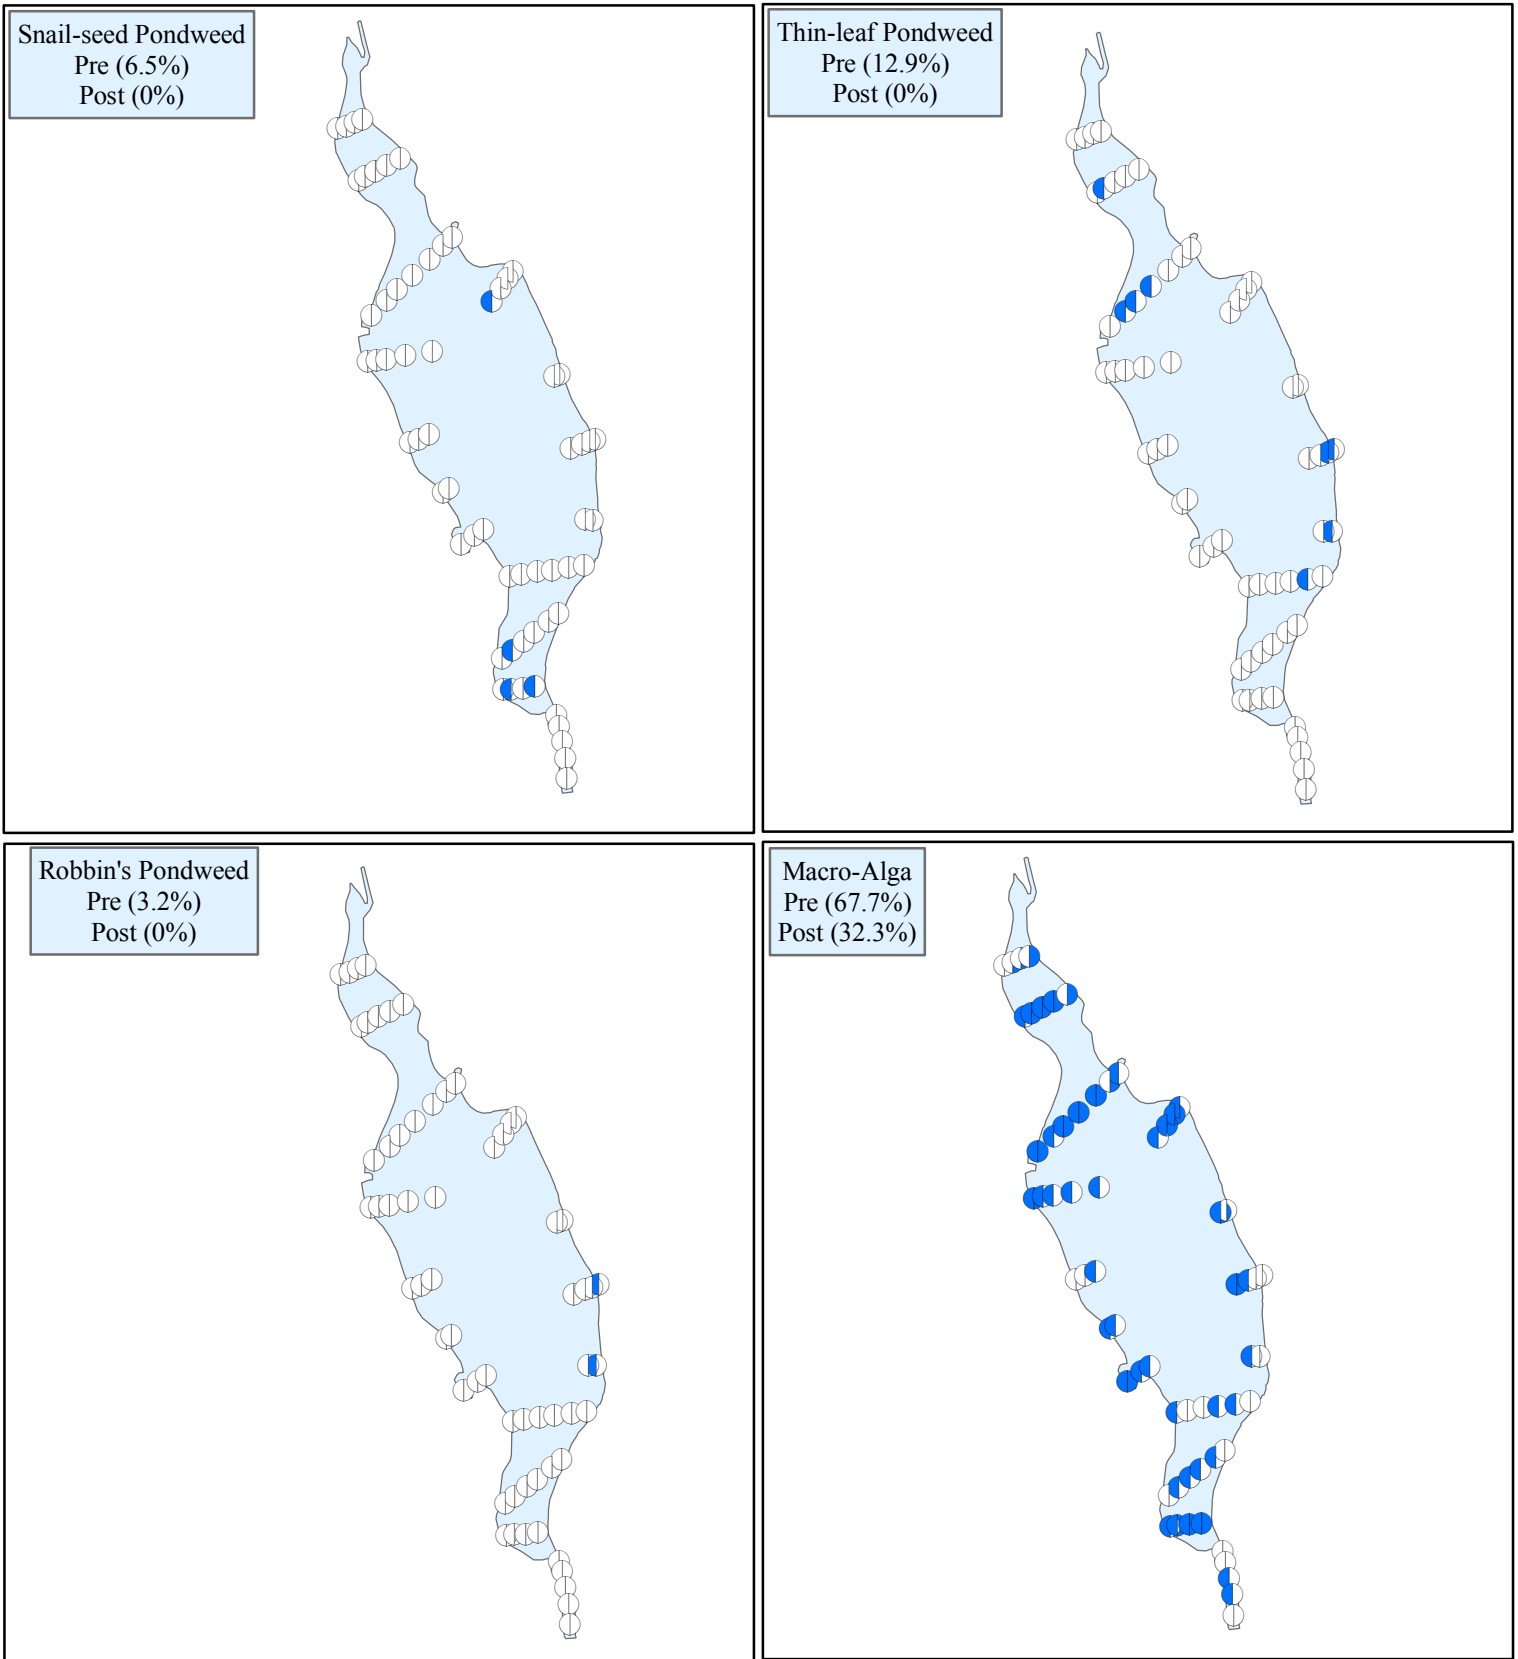 Snail-seed Pondweed
Pre (6.5%)
Post (0%)
Thin-leaf Pondweed
Pre (12.9%)
Post (0%)
Robbin's Pondweed
Pre (3.2%)
Post (0%)
Macro-Alga
Pre (67.7%)
Post (32.3%)